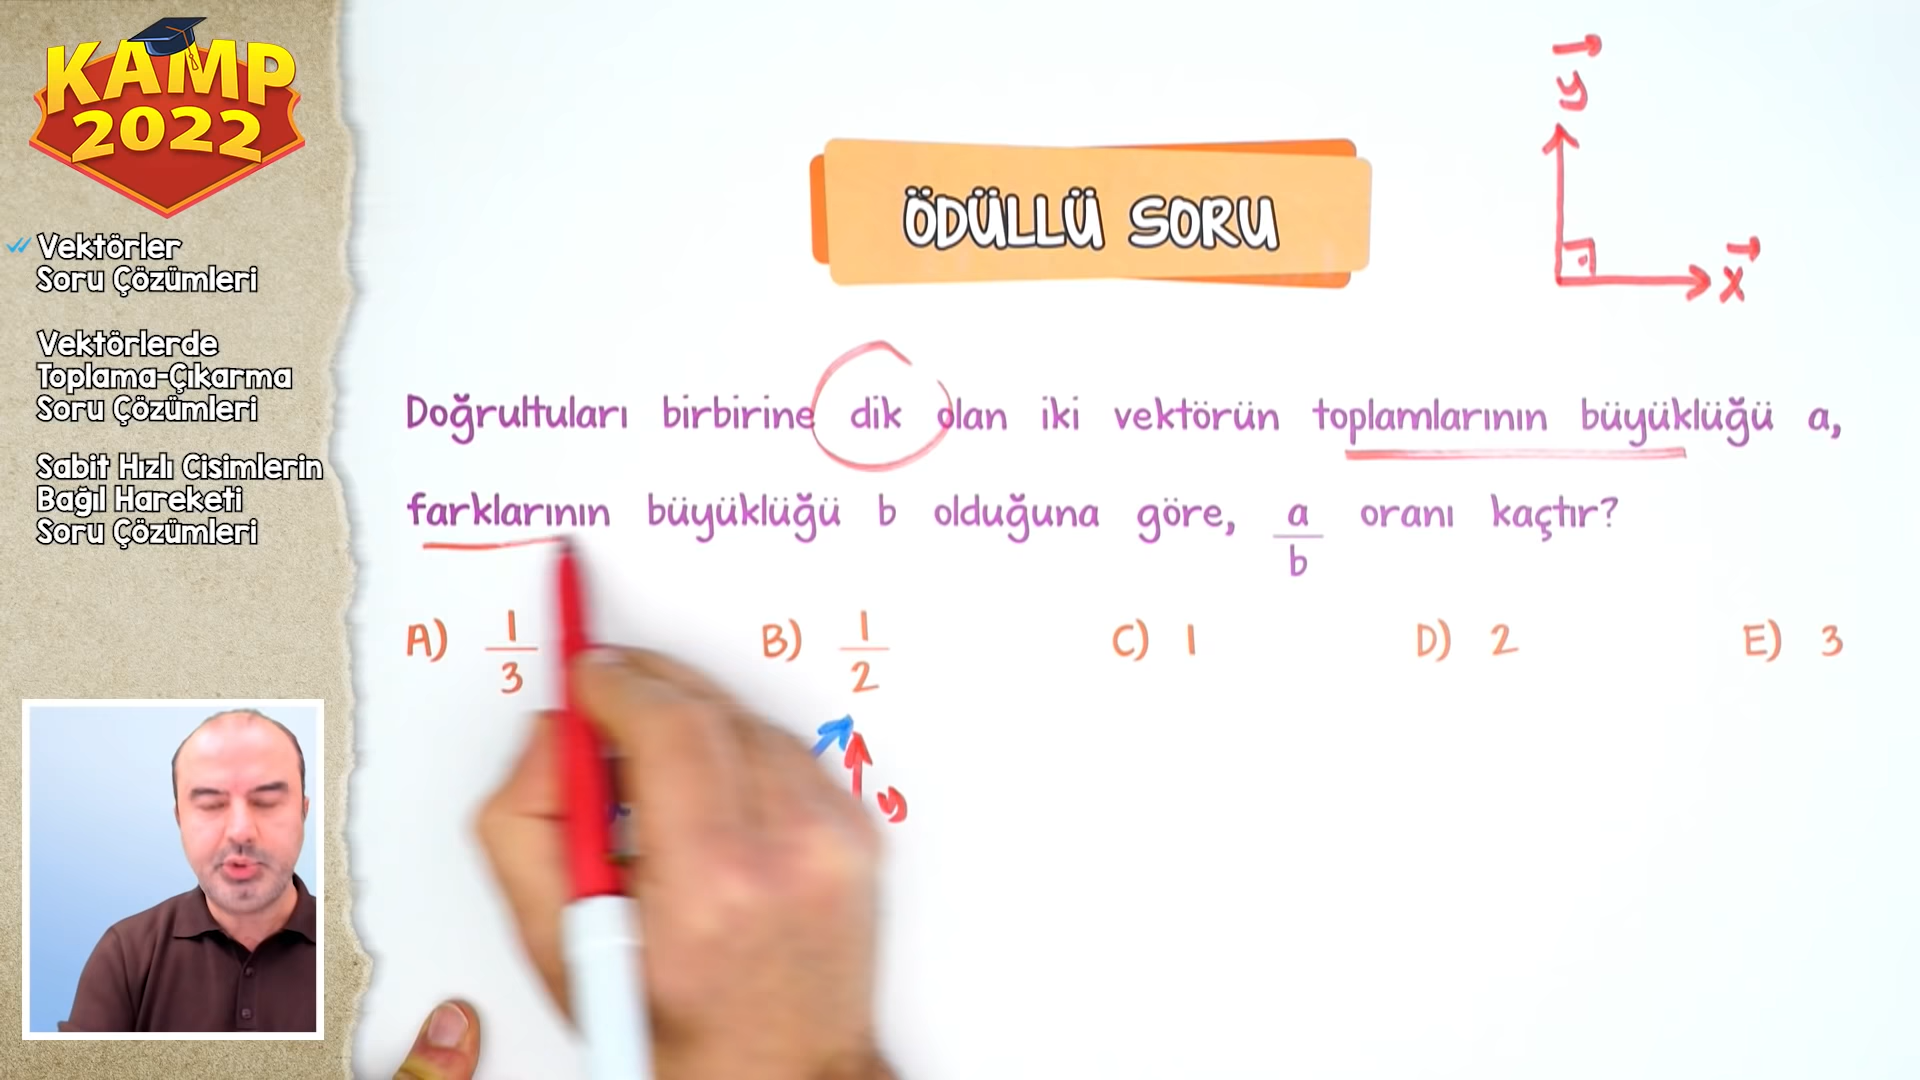 KAMP
2022
Vektörler
Soru Çözümleri
Vektörlerde
Toplama-Çıkarma
Soru Çözümleri
Sabit Hızlı Cisimlerin
Bağıl Hareketi
Soru Çözümleri
ÖDÜLLÜ SORU
y
x
Doğrultuları birbirine dik olan iki vektörün toplamlarının büyüklüğü a,
farklarının büyüklüğü b olduğuna göre, a/b oranı kaçtır?
A) 1/3 B) 1/2 C) 1 D) 2 E) 3
y